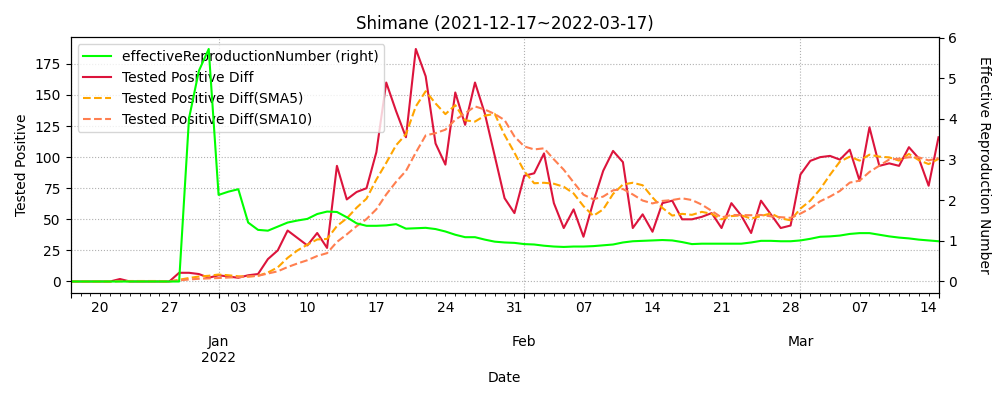 Shimane (2021-12-17~2022-03-17)
effectiveReproductionNumber (right)
Tested Positive Diff
Tested Positive Diff(SMA5)
Tested Positive Diff(SMA10)
Tested Positive
175
150
125
100
75
50
25
0
6
5
4
3
2
1
0
Effective Reproduction Number
20 27 03 10 17 24 31 07 14 21 28 07 14
Jan Feb Mar
2022
Date